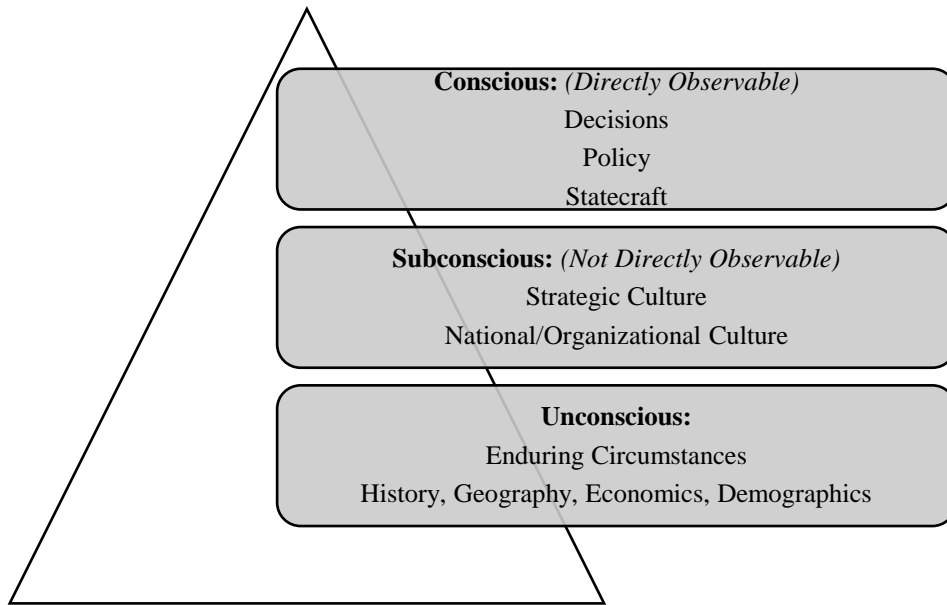 Conscious: (Directly Observable)
Decisions
Policy
Statecraft
Subconscious: (Not Directly Observable)
Strategic Culture
National/Organizational Culture
Unconscious:
Enduring Circumstances
History, Geography, Economics, Demographics